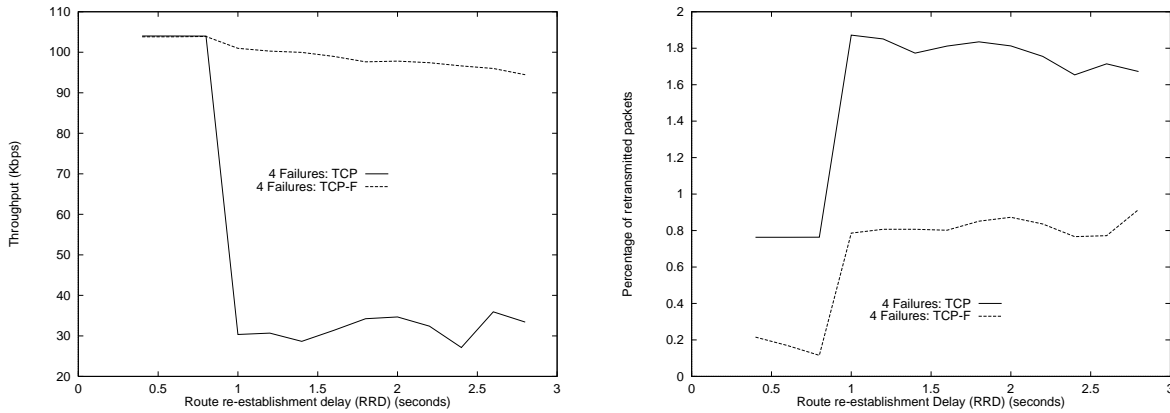 110
100
90
80
70
60
50
40
30
20
Throughput (Kbps)
4 Failures: TCP
4 Failures: TCP-F
0 0.5 1 1.5 2 2.5 3
Route re-establishment delay (RRD) (seconds)
2
1.8
1.6
1.4
1.2
1
0.8
0.6
0.4
0.2
0
Percentage of retransmitted packets
4 Failures: TCP
4 Failures: TCP-F
0 0.5 1 1.5 2 2.5 3
Route re-establishment Delay (RRD) (seconds)